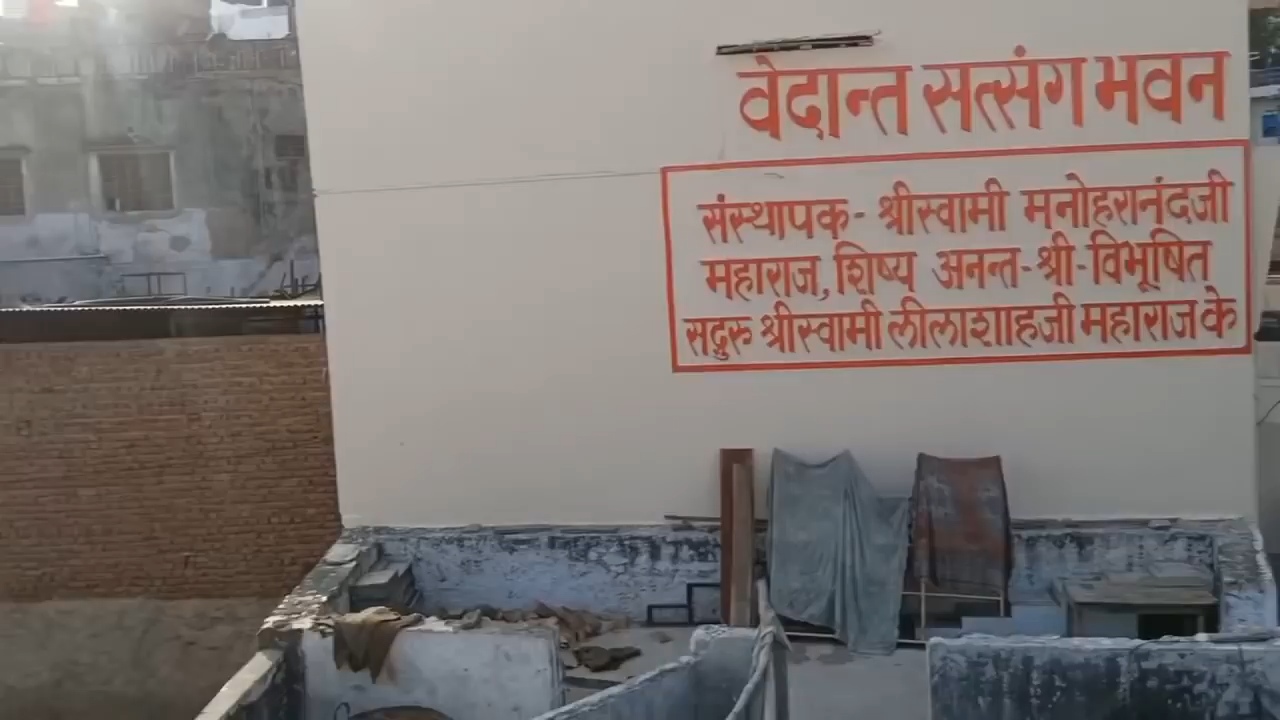 वेदान्त सत्संग भवन
संस्थापक - श्रीस्वामी मनोहरानंदजी
महाराज, शिष्य अनन्त-श्री-विभूषित
सद्गुरु श्रीस्वामी लीलाशाहजी महाराज के